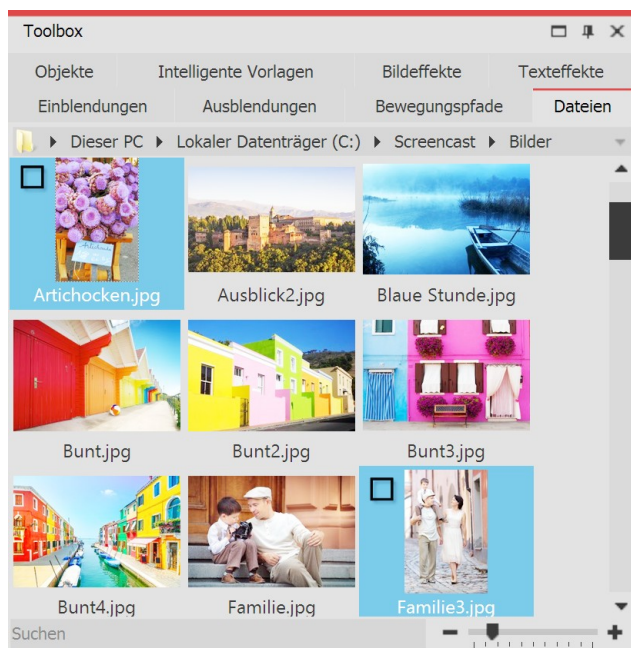 Toolbox
Objekte Intelligente Vorlagen Bildeffekte Texteffekte
Einblendungen Ausblendungen Bewegungspfade Dateien
Dieser PC Lokaler Datenträger (C:) Screencast Bilder
Artichocken.jpg Ausblick2.jpg Blaue Stunde.jpg
Bunt.jpg Bunt2.jpg Bunt3.jpg
Bunt4.jpg Familie.jpg Familie3.jpg
Suchen